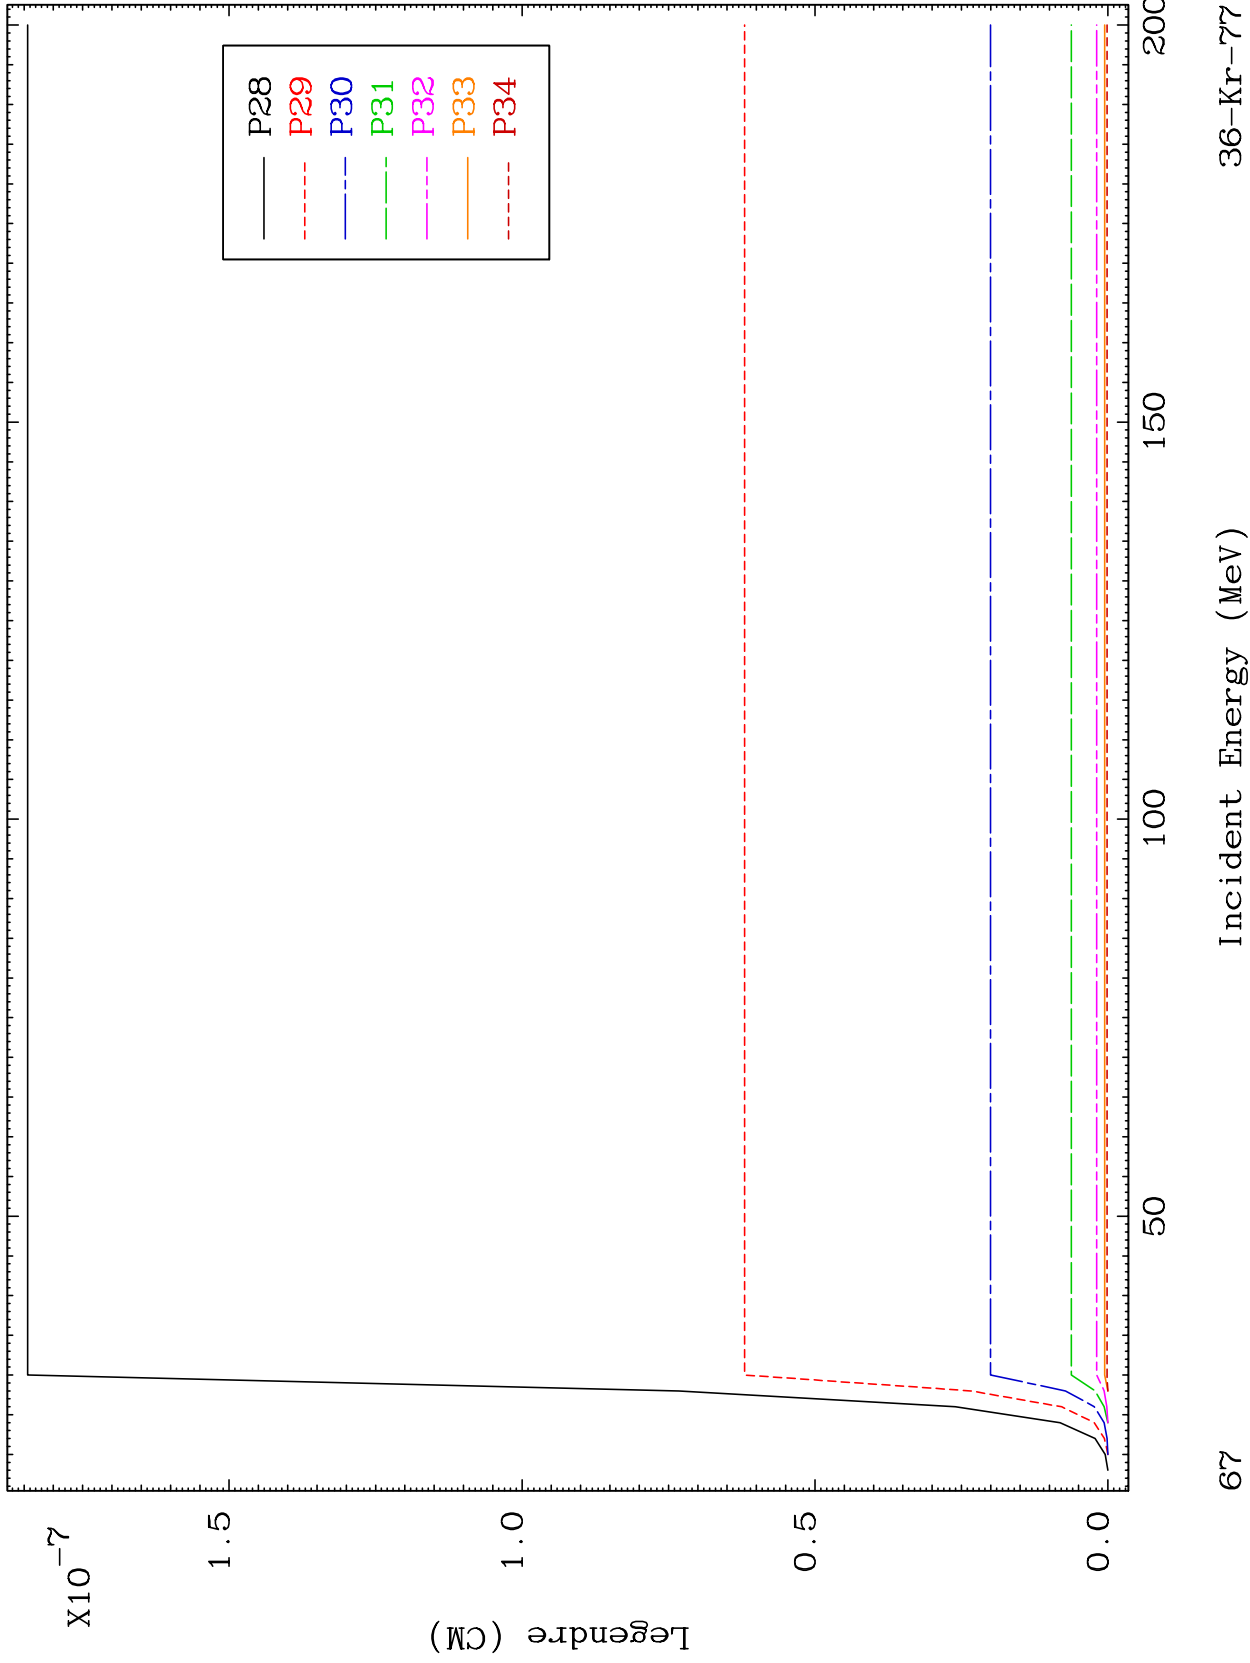 X10-7
1.5
1.0
0.5
0.0
Legendre (CM)
P28
P29
P30
P31
P32
P33
P34
50
100
150
200
67
Incident Energy (MeV)
36-Kr-77